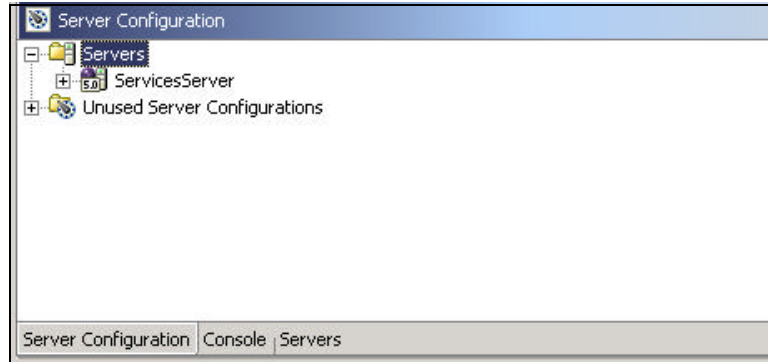 Server Configuration
Servers
5.0 ServicesServer
Unused Server Configurations
Server Configuration Console Servers